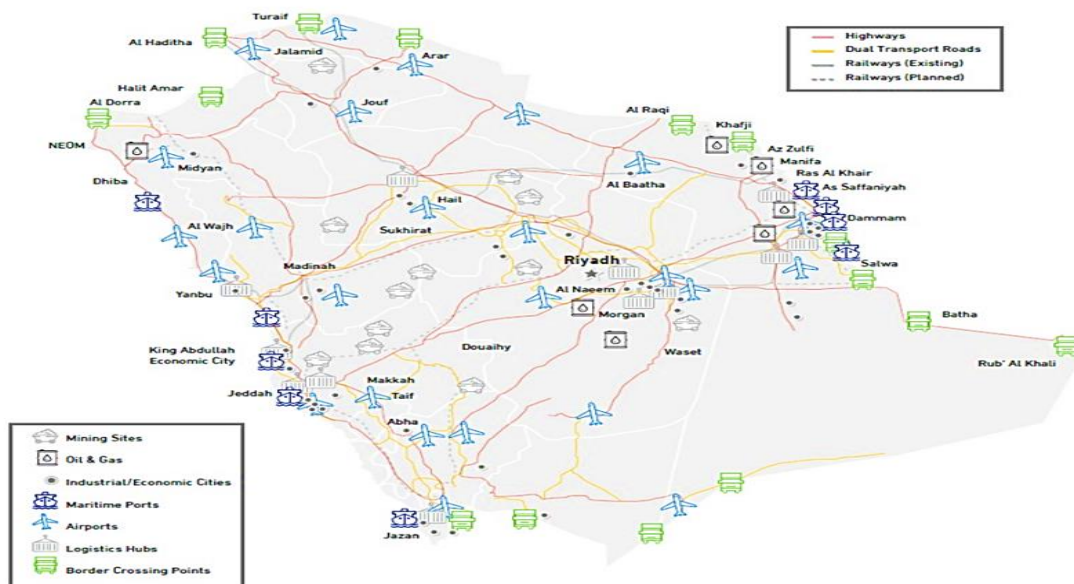 Turaif
Al Haditha
Jalamid
Arar
Highways
Dual Transport Roads
Railways (Existing)
Railways (Planned)
Halit Amar
Al Dorra
Jouf
Al Raqi
Khafji
NEOM
Az Zulfi
Midyan
Manifa
Dhiba
Al Baatha
Ras Al Khair
As Saffaniyah
Hail
Dammam
Al Wajh
Sukhirat
Madinah
Riyadh
Salwa
Yanbu
Al Naeem
Morgan
Batha
King Abdullah
Economic City
Douaihy
Waset
Rub' Al Khali
Makkah
Jeddah
Taif
Abha
Jazan
Mining Sites
Oil & Gas
Industrial/Economic Cities
Maritime Ports
Airports
Logistics Hubs
Border Crossing Points